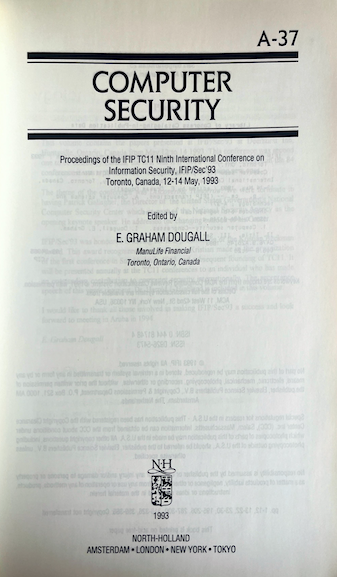 A-37
COMPUTER
SECURITY
Proceedings of the IFIP TC11 Ninth International Conference on
Information Security, IFIP/Sec'93
Toronto, Canada, 12-14 May, 1993
Edited by
E. GRAHAM DOUGALL
ManuLife Financial
Toronto, Ontario, Canada
NH
1993
NORTH-HOLLAND
AMSTERDAM • LONDON • NEW YORK • TOKYO